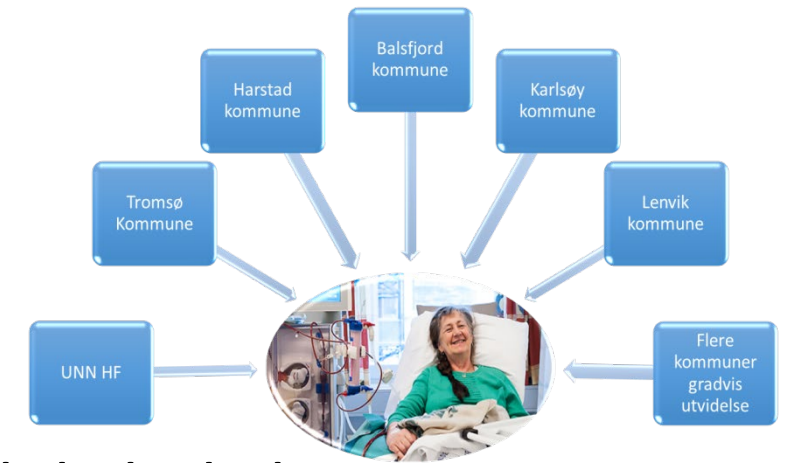 Balsfjord
kommune
Harstad
kommune
Karlsøy
kommune
Tromsø
Kommune
Lenvik
kommune
UNN HF
Flere
kommuner
gradvis
utvidelse